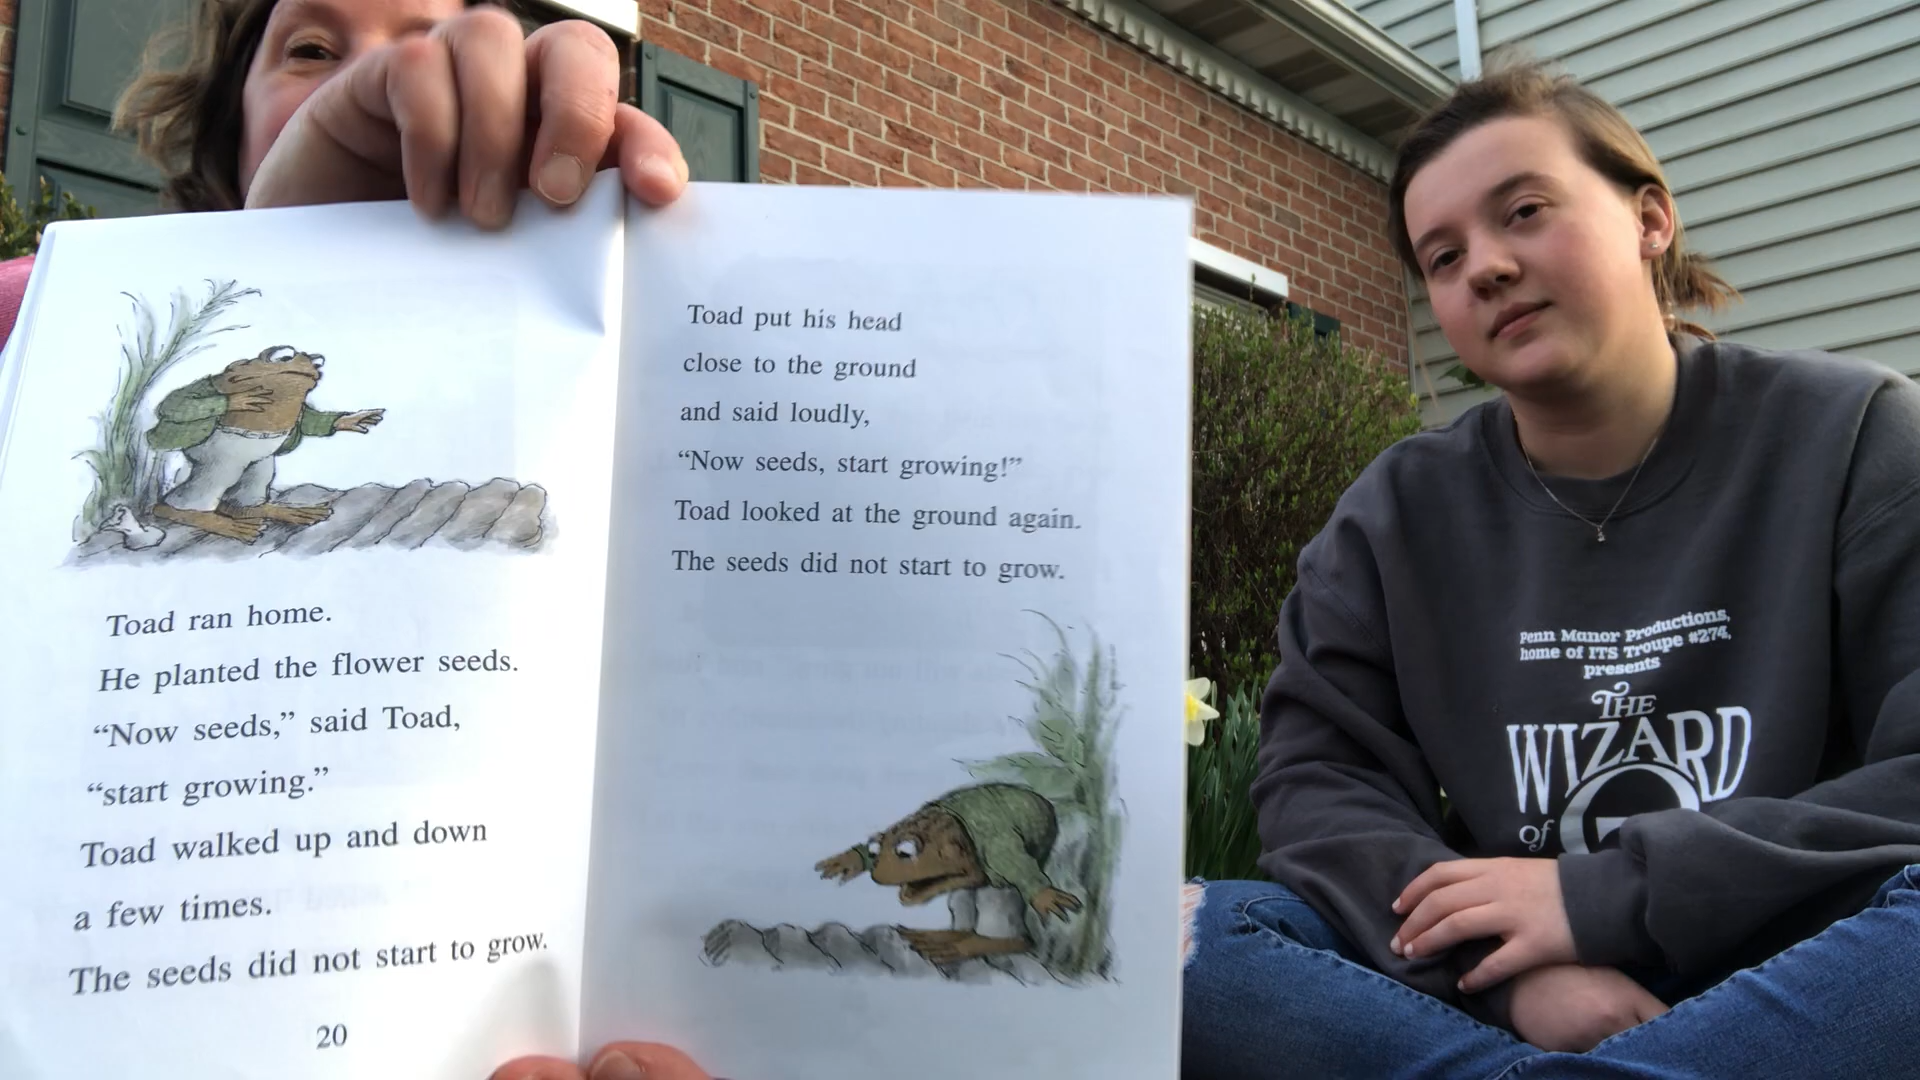 Toad ran home.
He planted the flower seeds.
“Now seeds,” said Toad,
“start growing.”
Toad walked up and down
a few times.
The seeds did not start to grow.
20
Toad put his head
close to the ground
and said loudly,
“Now seeds, start growing!”
Toad looked at the ground again.
The seeds did not start to grow.
Penn Manor Productions,
home of ITS Troupe #274,
presents
THE
WIZARD
of